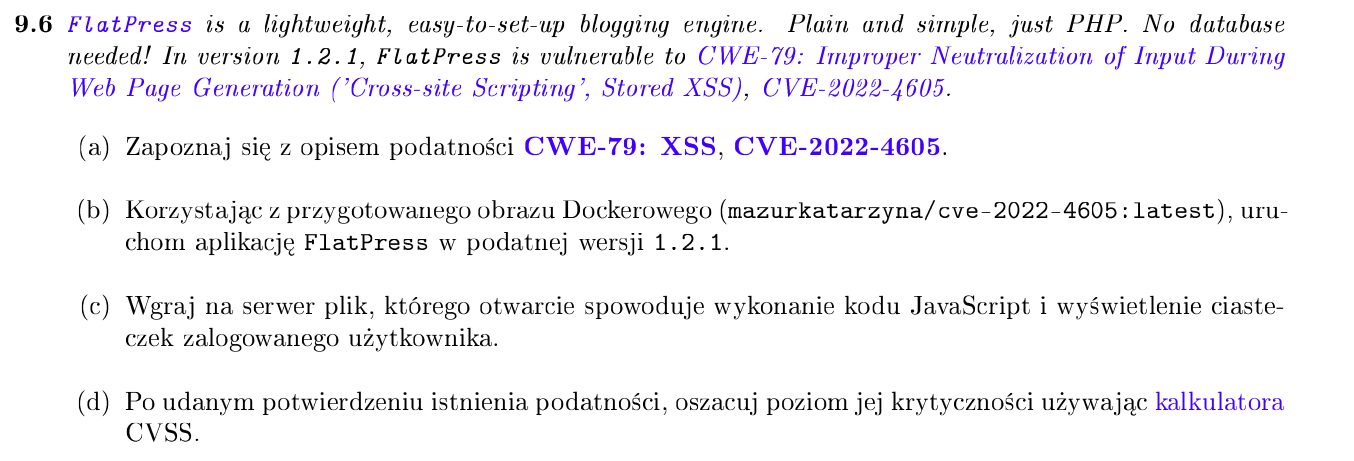 9.6 FlatPress is a lightweight, easy-to-set-up blogging engine. Plain and simple, just PHP. No database
needed! In version 1.2.1, FlatPress is vulnerable to CWE-79: Improper Neutralization of Input During
Web Page Generation ('Cross-site Scripting', Stored XSS), CVE-2022-4605.
(a) Zapoznaj się z opisem podatności CWE-79: XSS, CVE-2022-4605.
(b) Korzystając z przygotowanego obrazu Dockerowego (mazurkatarzyna/cve-2022-4605:latest), uru-
chom aplikację FlatPress w podatnej wersji 1.2.1.
(c) Wgraj na serwer plik, którego otwarcie spowoduje wykonanie kodu JavaScript i wyświetlenie ciaste-
czek zalogowanego użytkownika.
(d) Po udanym potwierdzeniu istnienia podatności, oszacuj poziom jej krytyczności używając kalkulatora
CVSS.